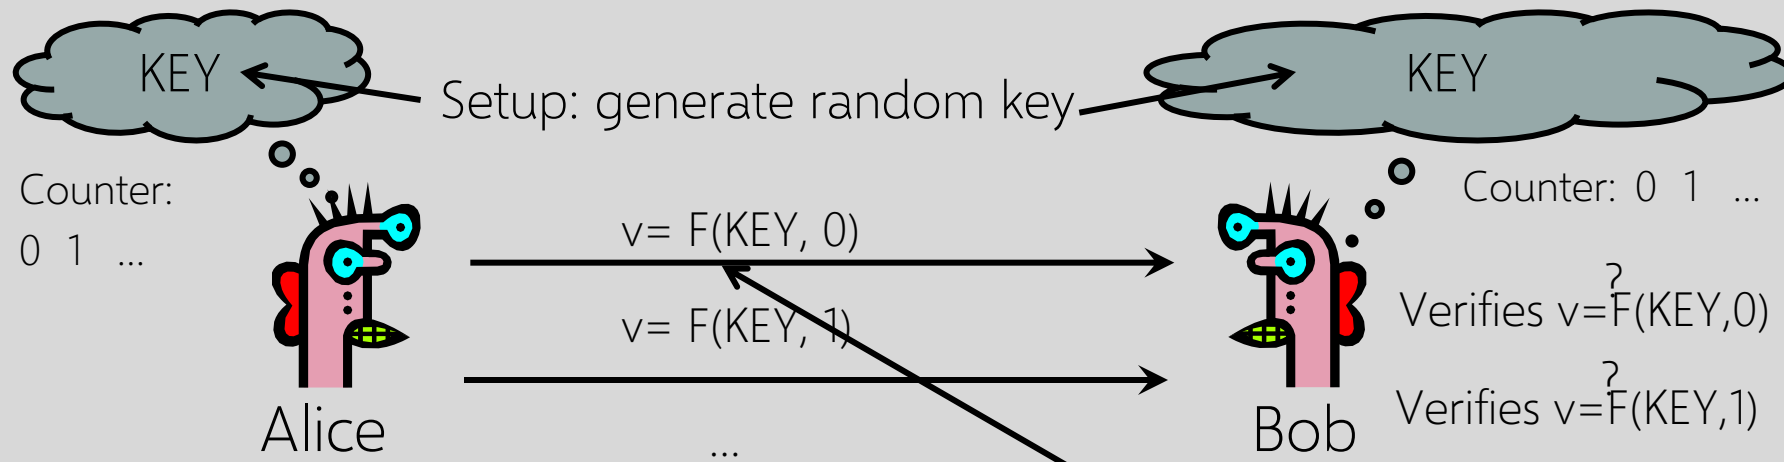 KEY
Setup: generate random key
KEY
Counter:
0 1 ...
Counter: 0 1 ...
v= F(KEY, 0)
?
Verifies v=F(KEY,0)
v= F(KEY, 1)
?
Verifies v=F(KEY,1)
Alice
Bob
...